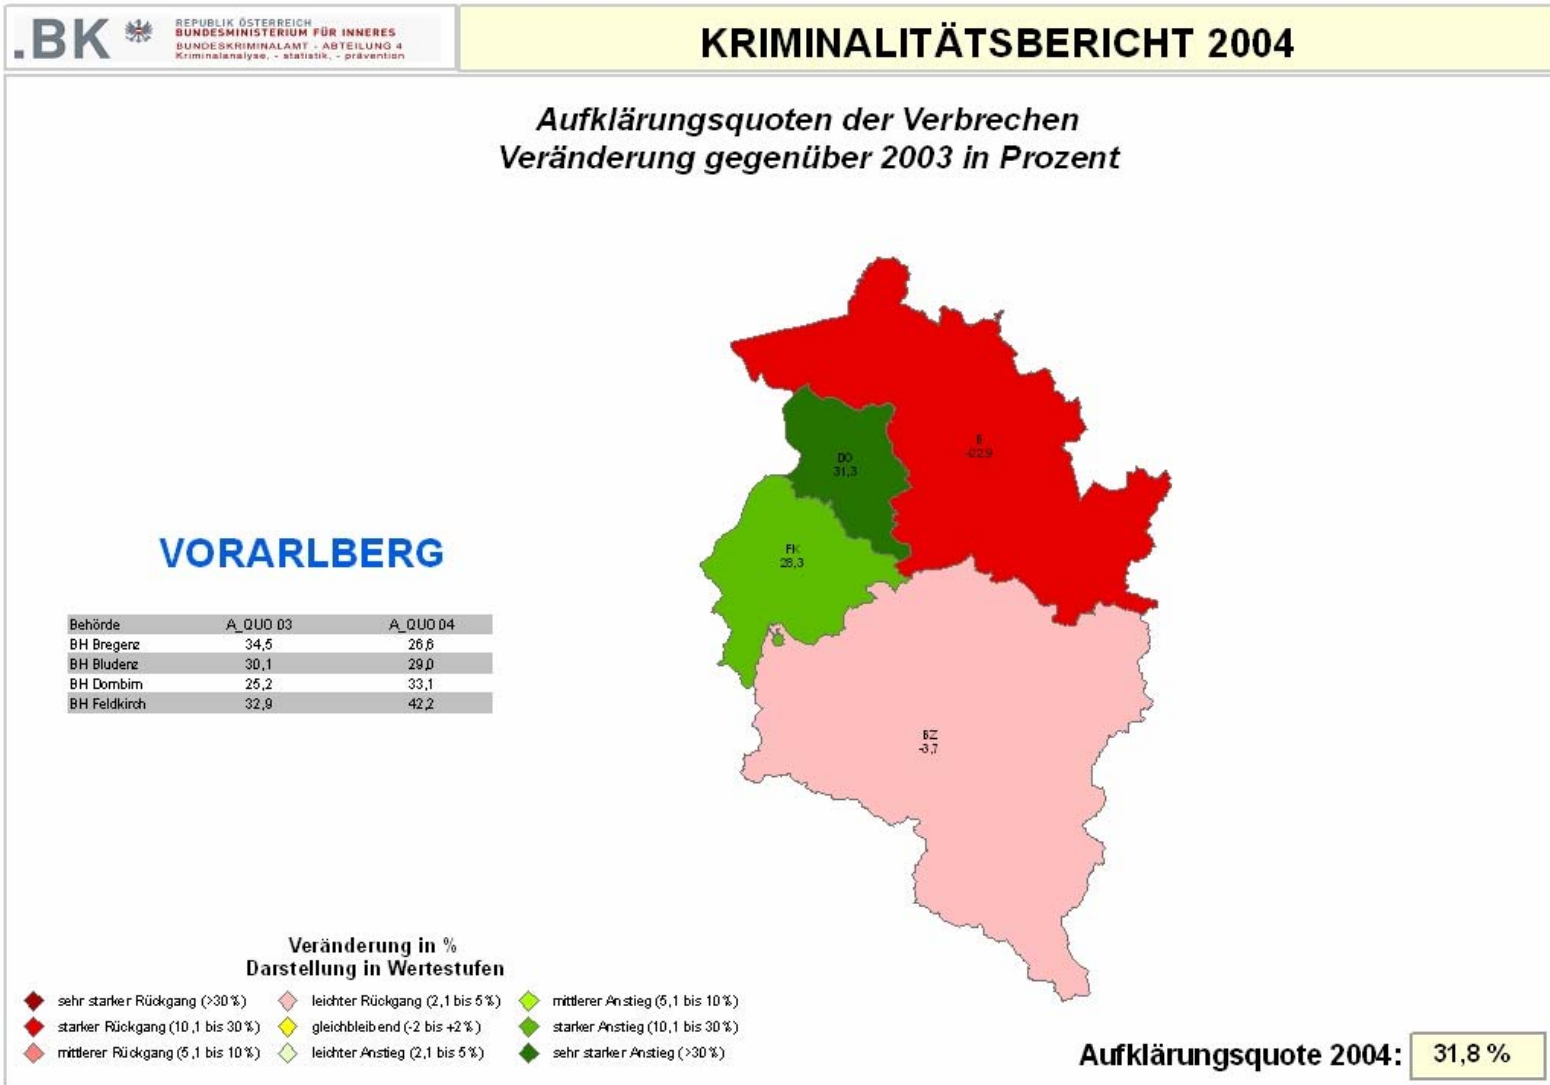 .BK REPUBLIK ÖSTERREICH
BUNDESMINISTERIUM FÜR INNERES
BUNDESKRIMINALAMT - ABTEILUNG 4
Kriminalanalyse, - statistik, - prävention
KRIMINALITÄTSBERICHT 2004
Aufklärungsquoten der Verbrechen
Veränderung gegenüber 2003 in Prozent
B
-22,9
DO
31,3
FK
28,3
BZ
-3,7
VORARLBERG
Behörde A_QUO 03 A_QUO 04
BH Bregenz 34,5 26,6
BH Bludenz 30,1 29,0
BH Dornbirn 25,2 33,1
BH Feldkirch 32,9 42,2
Veränderung in %
Darstellung in Wertestufen
sehr starker Rückgang (>30%) leichter Rückgang (2,1 bis 5%) mittlerer Anstieg (5,1 bis 10%)
starker Rückgang (10,1 bis 30%) gleichbleibend (-2 bis +2%) starker Anstieg (10,1 bis 30%)
mittlerer Rückgang (5,1 bis 10%) leichter Anstieg (2,1 bis 5%) sehr starker Anstieg (>30%)
Aufklärungsquote 2004: 31,8 %